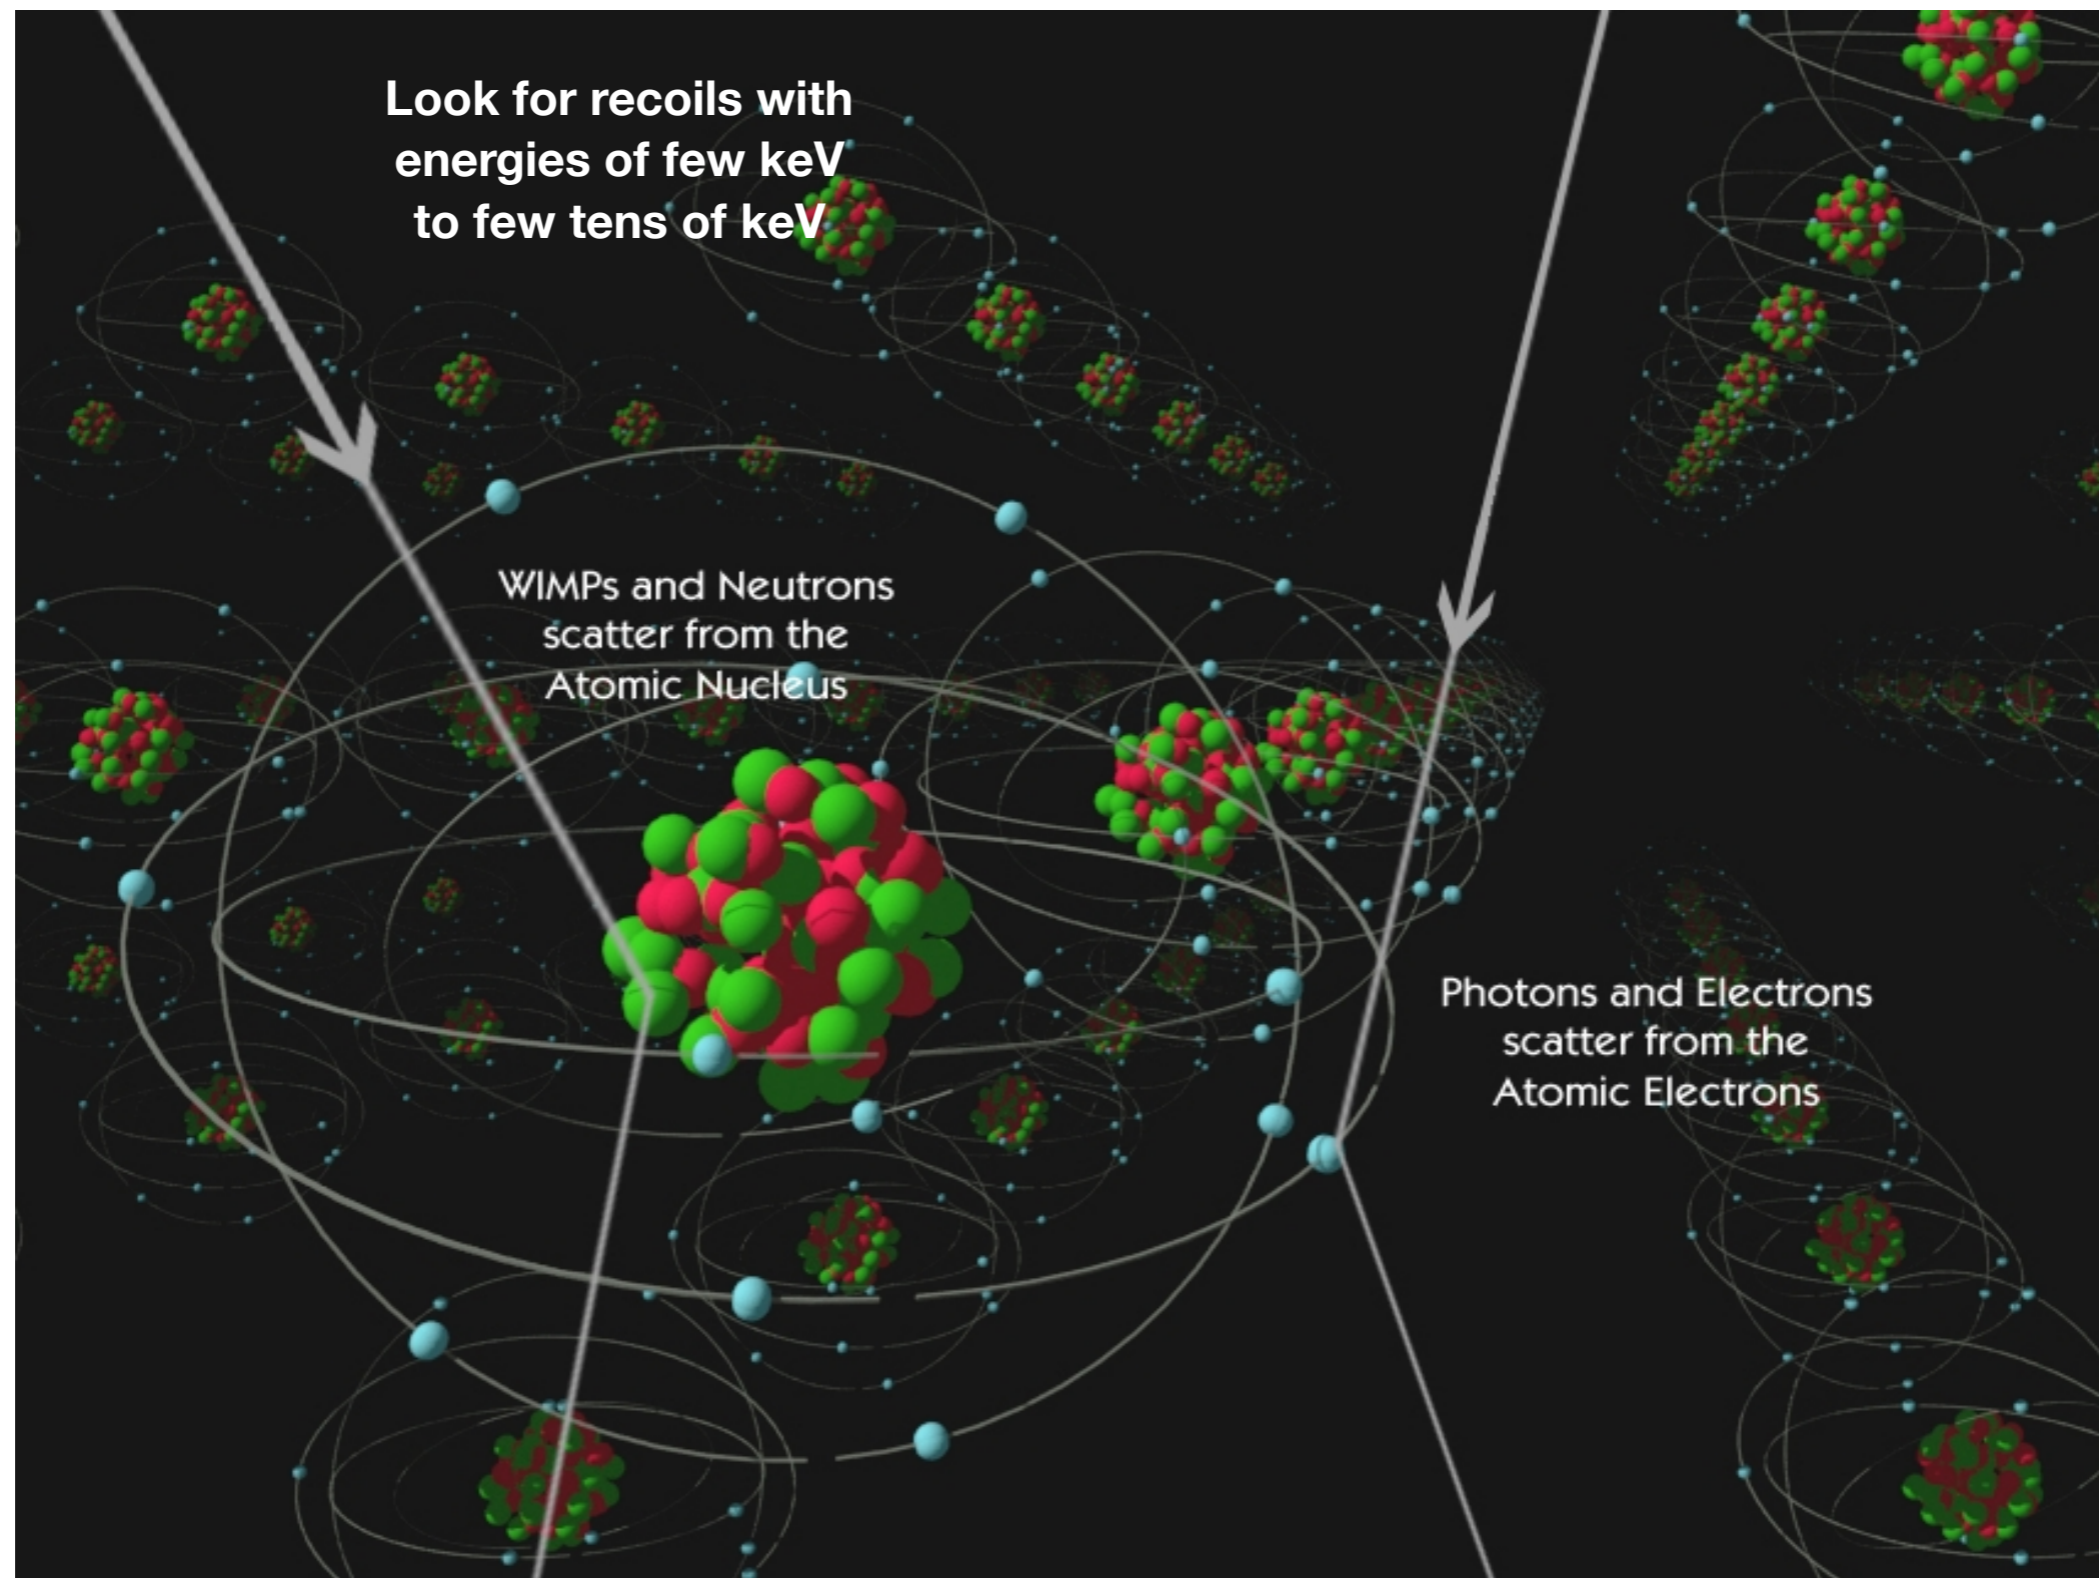 Look for recoils with
energies of few keV
to few tens of keV
WIMPs and Neutrons
scatter from the
Atomic Nucleus
Photons and Electrons
scatter from the
Atomic Electrons